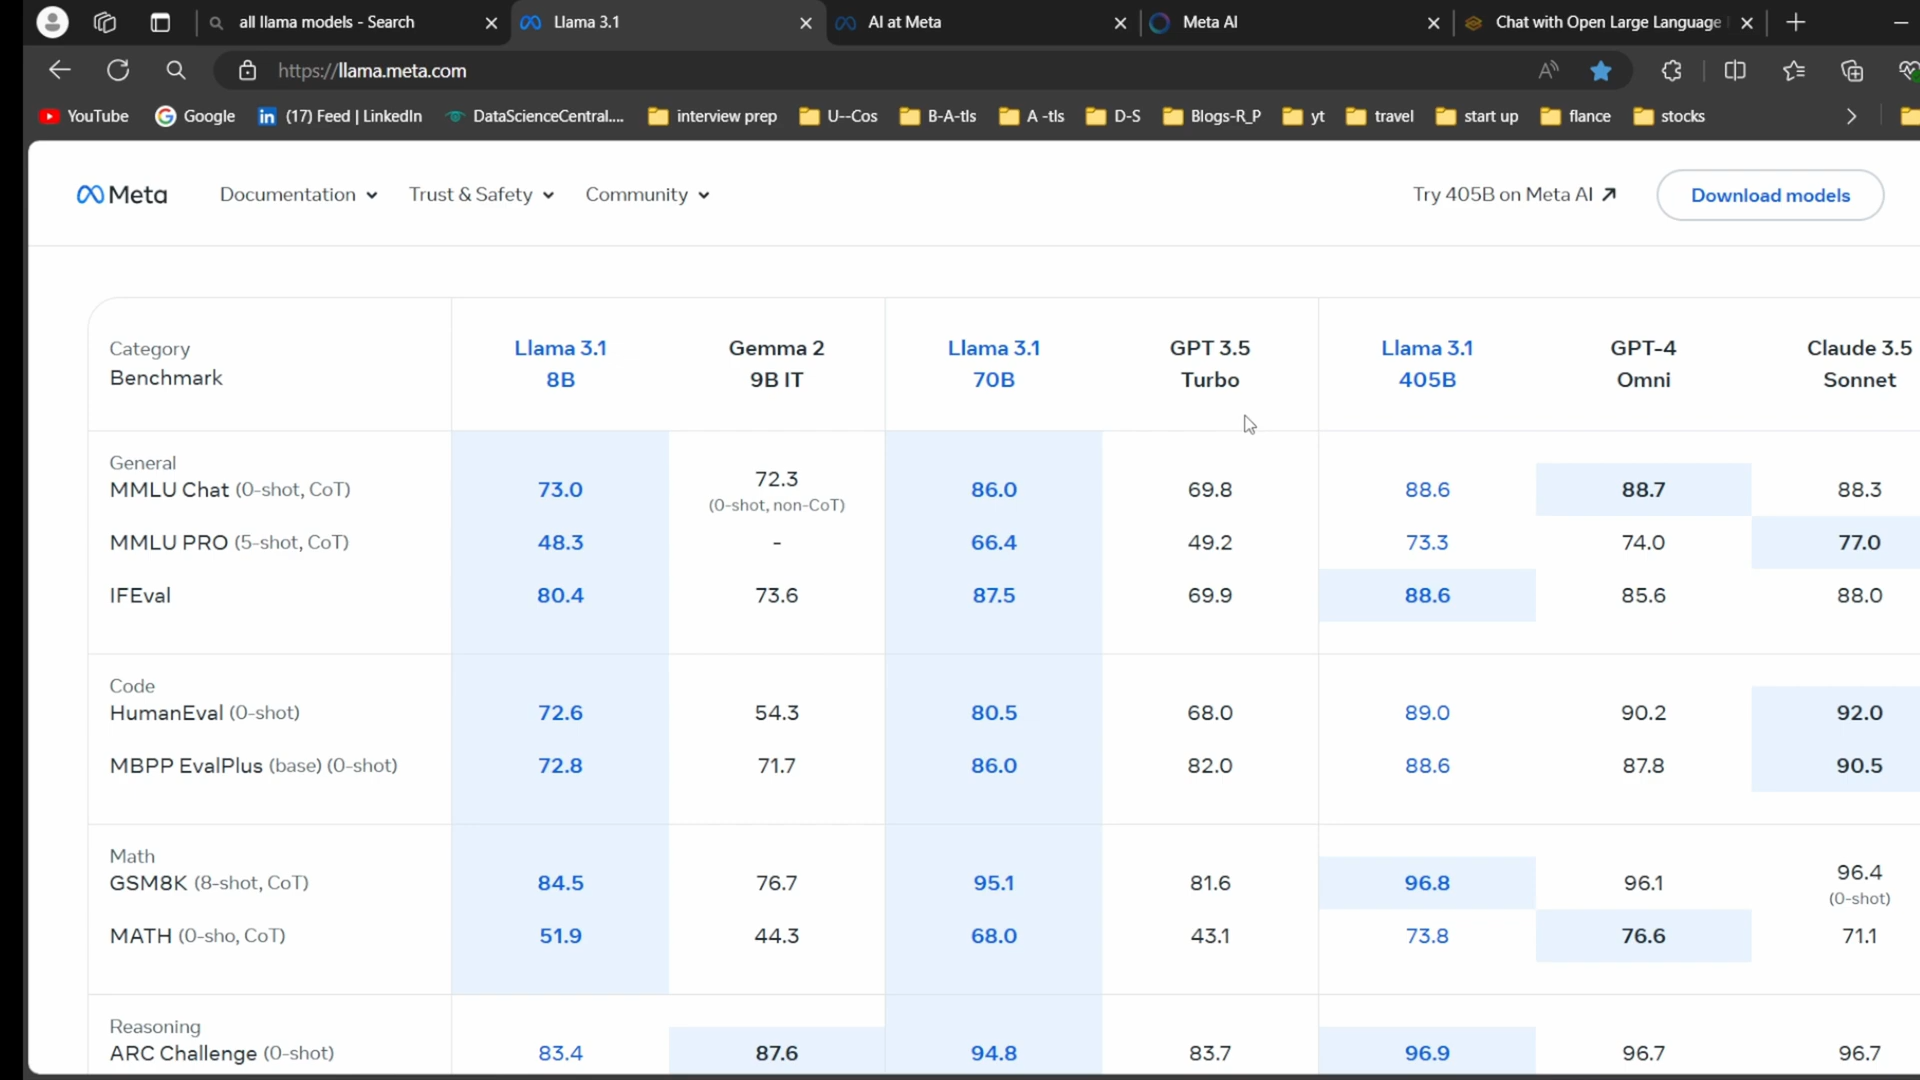 all llama models - Search
Llama 3.1
AI at Meta
Meta AI
Chat with Open Large Language
https://llama.meta.com
YouTube
Google
(17) Feed | LinkedIn
DataScienceCentral....
interview prep
U--Cos
B-A-tls
A -tls
D-S
Blogs-R_P
yt
travel
start up
flance
stocks
Meta
Documentation
Trust & Safety
Community
Try 405B on Meta AI
Download models
Category
Benchmark
Llama 3.1
8B
Gemma 2
9B IT
Llama 3.1
70B
GPT 3.5
Turbo
Llama 3.1
405B
GPT-4
Omni
Claude 3.5
Sonnet
General
MMLU Chat (0-shot, CoT) 73.0 72.3 86.0 69.8 88.6 88.7 88.3
(0-shot, non-CoT)
MMLU PRO (5-shot, CoT) 48.3 - 66.4 49.2 73.3 74.0 77.0
IFEval 80.4 73.6 87.5 69.9 88.6 85.6 88.0
Code
HumanEval (0-shot) 72.6 54.3 80.5 68.0 89.0 90.2 92.0
MBPP EvalPlus (base) (0-shot) 72.8 71.7 86.0 82.0 88.6 87.8 90.5
Math
GSM8K (8-shot, CoT) 84.5 76.7 95.1 81.6 96.8 96.1 96.4
(0-shot)
MATH (0-sho, CoT) 51.9 44.3 68.0 43.1 73.8 76.6 71.1
Reasoning
ARC Challenge (0-shot) 83.4 87.6 94.8 83.7 96.9 96.7 96.7